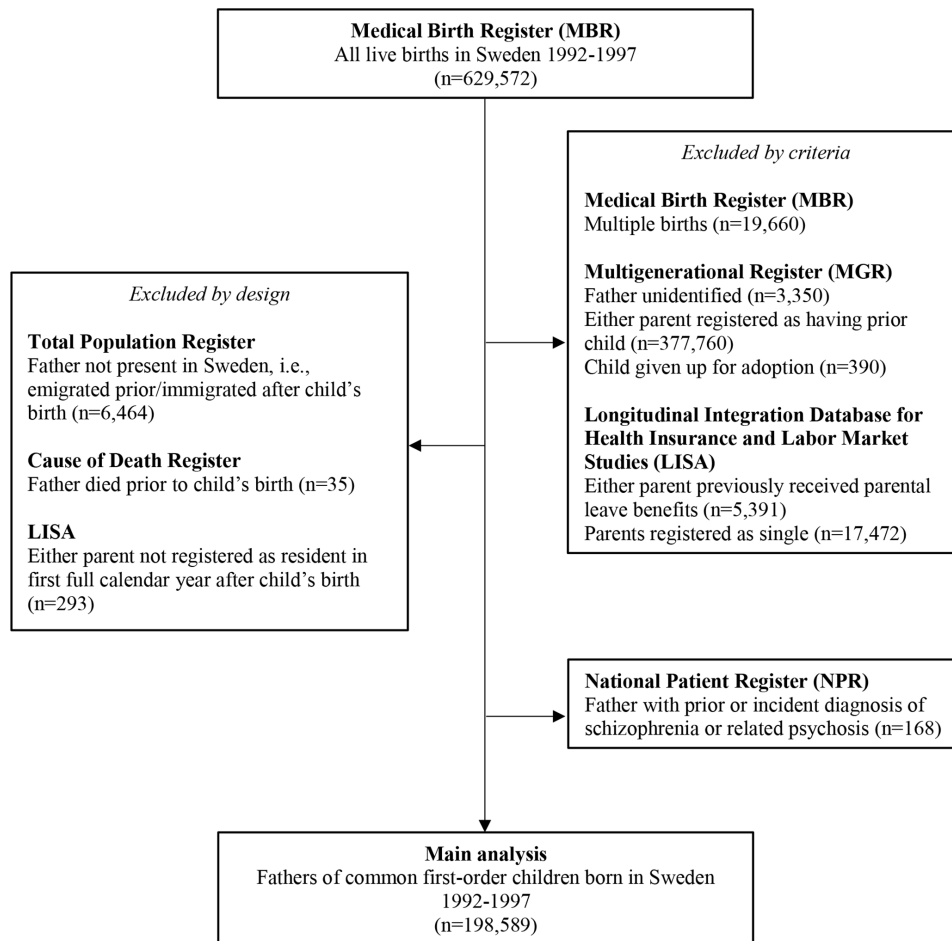 Medical Birth Register (MBR)
All live births in Sweden 1992-1997
(n=629,572)
Excluded by criteria
Medical Birth Register (MBR)
Multiple births (n=19,660)
Multigenerational Register (MGR)
Father unidentified (n=3,350)
Either parent registered as having prior
child (n=377,760)
Child given up for adoption (n=390)
Longitudinal Integration Database for
Health Insurance and Labor Market
Studies (LISA)
Either parent previously received parental
leave benefits (n=5,391)
Parents registered as single (n=17,472)
Excluded by design
Total Population Register
Father not present in Sweden, i.e.,
emigrated prior/immigrated after child’s
birth (n=6,464)
Cause of Death Register
Father died prior to child’s birth (n=35)
LISA
Either parent not registered as resident in
first full calendar year after child’s birth
(n=293)
National Patient Register (NPR)
Father with prior or incident diagnosis of
schizophrenia or related psychosis (n=168)
Main analysis
Fathers of common first-order children born in Sweden
1992-1997
(n=198,589)